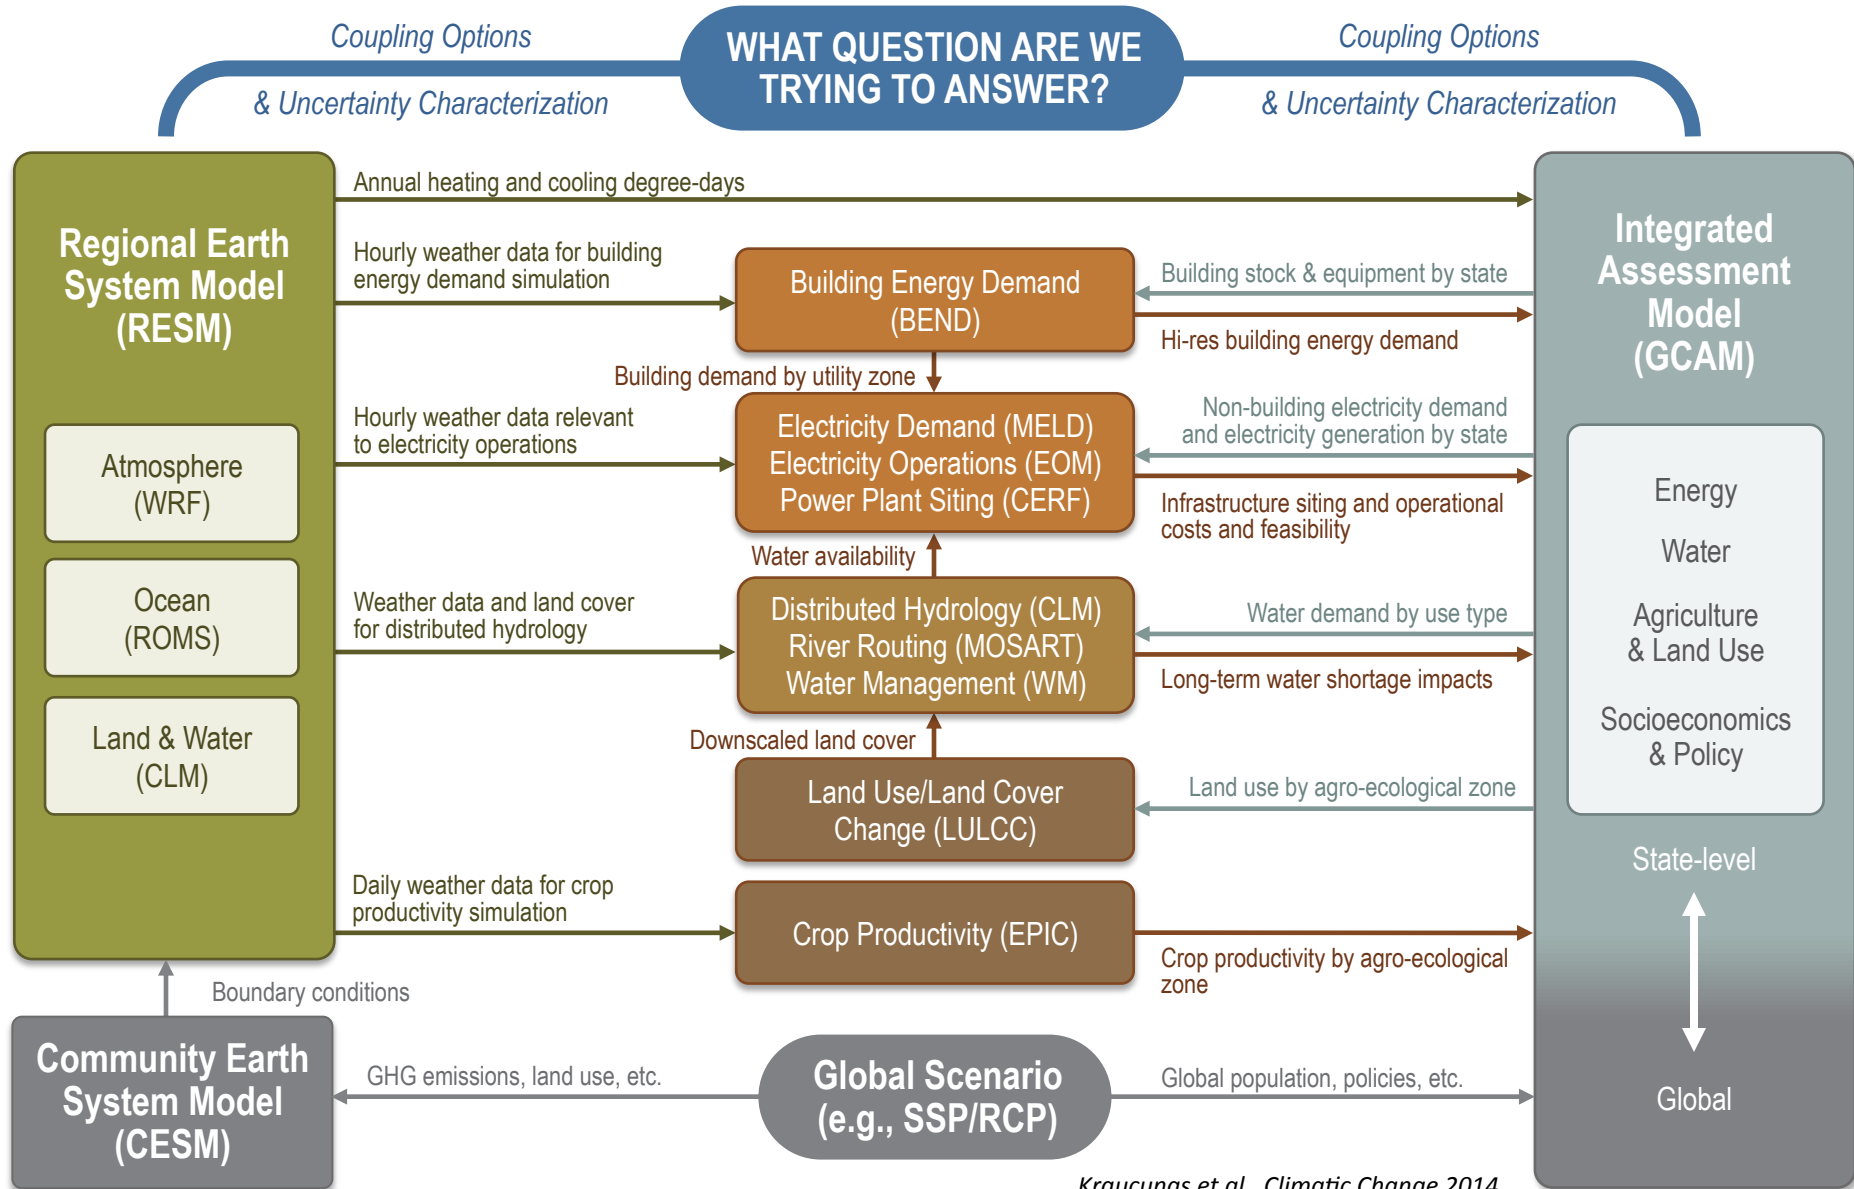 Coupling Options
& Uncertainty Characterization
WHAT QUESTION ARE WE
TRYING TO ANSWER?
Coupling Options
& Uncertainty Characterization
Regional Earth
System Model
(RESM)
Atmosphere
(WRF)
Ocean
(ROMS)
Land & Water
(CLM)
Annual heating and cooling degree-days
Hourly weather data for building
energy demand simulation
Building Energy Demand
(BEND)
Building stock & equipment by state
Hi-res building energy demand
Building demand by utility zone
Hourly weather data relevant
to electricity operations
Electricity Demand (MELD)
Electricity Operations (EOM)
Power Plant Siting (CERF)
Non-building electricity demand
and electricity generation by state
Infrastructure siting and operational
costs and feasibility
Water availability
Weather data and land cover
for distributed hydrology
Distributed Hydrology (CLM)
River Routing (MOSART)
Water Management (WM)
Water demand by use type
Long-term water shortage impacts
Downscaled land cover
Land Use/Land Cover
Change (LULCC)
Land use by agro-ecological zone
Daily weather data for crop
productivity simulation
Crop Productivity (EPIC)
Crop productivity by agro-ecological
zone
Integrated
Assessment
Model
(GCAM)
Energy
Water
Agriculture
& Land Use
Socioeconomics
& Policy
State-level
Global
Boundary conditions
Community Earth
System Model
(CESM)
GHG emissions, land use, etc.
Global Scenario
(e.g., SSP/RCP)
Global population, policies, etc.
Kraucunas et al., Climatic Change 2014